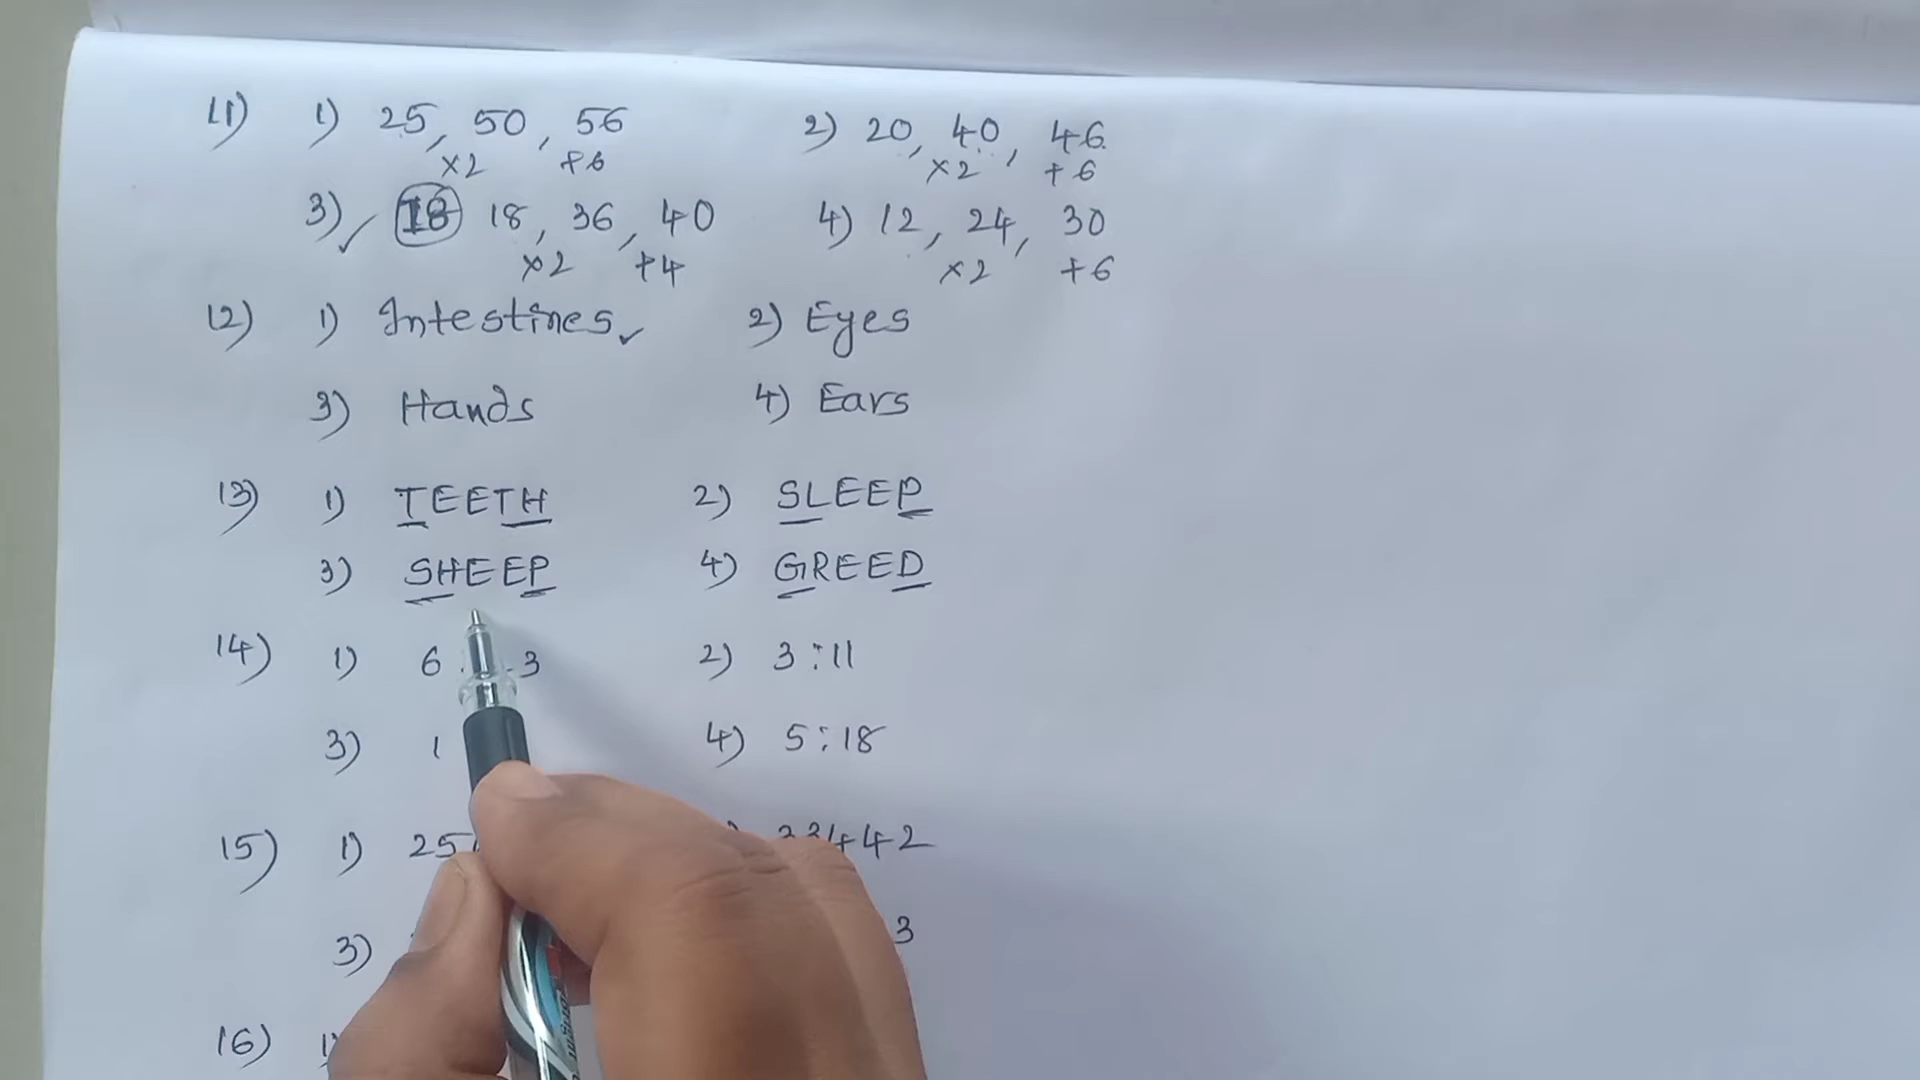 11) 1) 25, 50, 56 2) 20, 40, 46
×2 +6 ×2 +6
3) ✓ 18, 36, 40 4) 12, 24, 30
×2 +4 ×2 +6
12) 1) Intestines ✓ 2) Eyes
3) Hands 4) Ears
13) 1) TEETH 2) SLEEP
3) SHEEP 4) GREED
14) 1) 6 3 2) 3:11
3) 1 4) 5:18
15) 1) 25 33442
3) 3
16) 1)